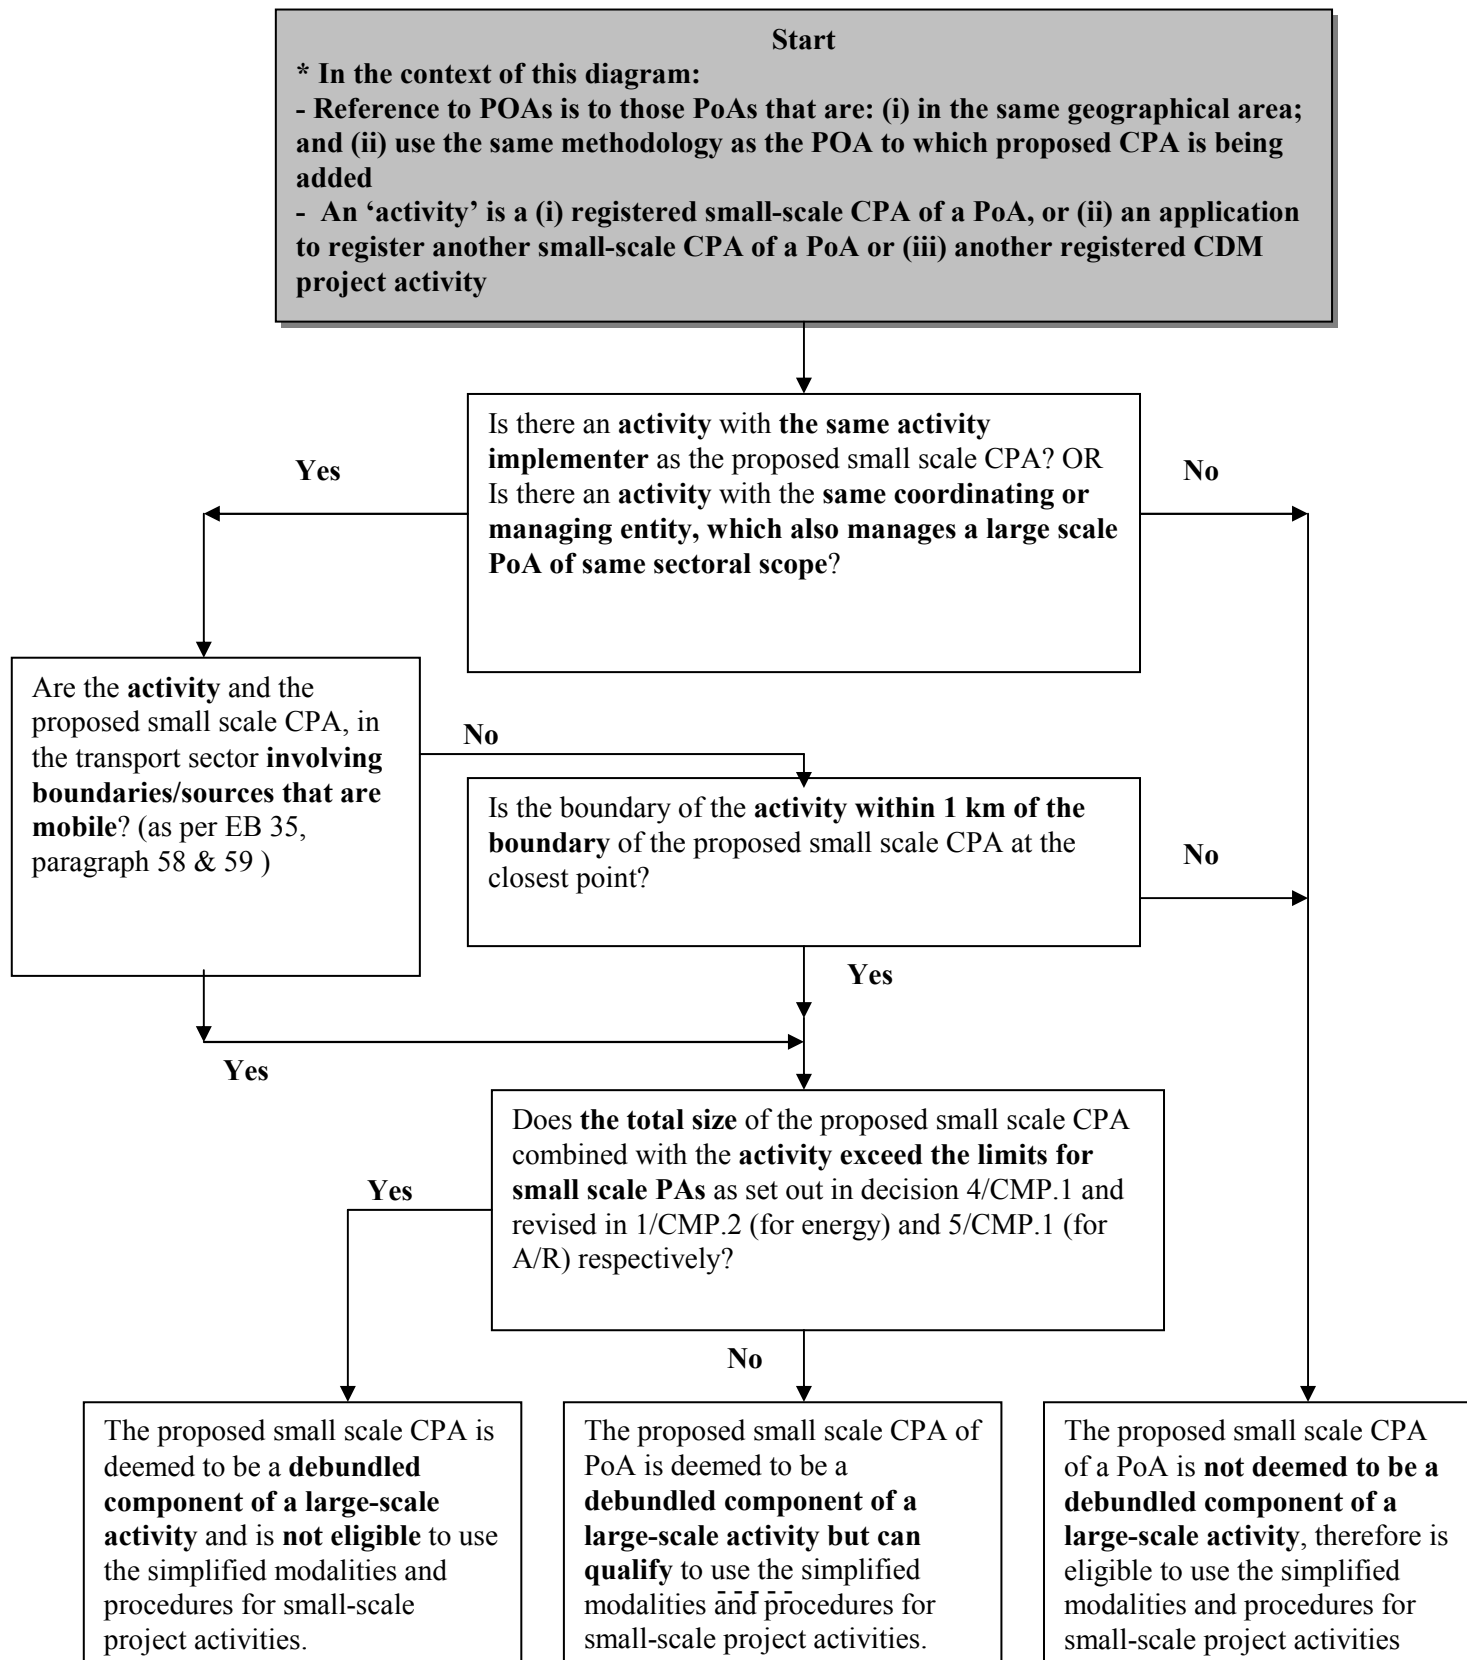 Start
* In the context of this diagram:
- Reference to POAs is to those PoAs that are: (i) in the same geographical area;
and (ii) use the same methodology as the POA to which proposed CPA is being
added
- An ‘activity’ is a (i) registered small-scale CPA of a PoA, or (ii) an application
to register another small-scale CPA of a PoA or (iii) another registered CDM
project activity
Is there an activity with the same activity
implementer as the proposed small scale CPA? OR
Is there an activity with the same coordinating or
managing entity, which also manages a large scale
PoA of same sectoral scope?
Yes
No
Are the activity and the
proposed small scale CPA, in
the transport sector involving
boundaries/sources that are
mobile? (as per EB 35,
paragraph 58 & 59 )
No
Is the boundary of the activity within 1 km of the
boundary of the proposed small scale CPA at the
closest point?
No
Yes
Yes
Does the total size of the proposed small scale CPA
combined with the activity exceed the limits for
small scale PAs as set out in decision 4/CMP.1 and
revised in 1/CMP.2 (for energy) and 5/CMP.1 (for
A/R) respectively?
Yes
No
The proposed small scale CPA is
deemed to be a debundled
component of a large-scale
activity and is not eligible to use
the simplified modalities and
procedures for small-scale
project activities.
The proposed small scale CPA of
PoA is deemed to be a
debundled component of a
large-scale activity but can
qualify to use the simplified
modalities and procedures for
small-scale project activities.
The proposed small scale CPA
of a PoA is not deemed to be a
debundled component of a
large-scale activity, therefore is
eligible to use the simplified
modalities and procedures for
small-scale project activities